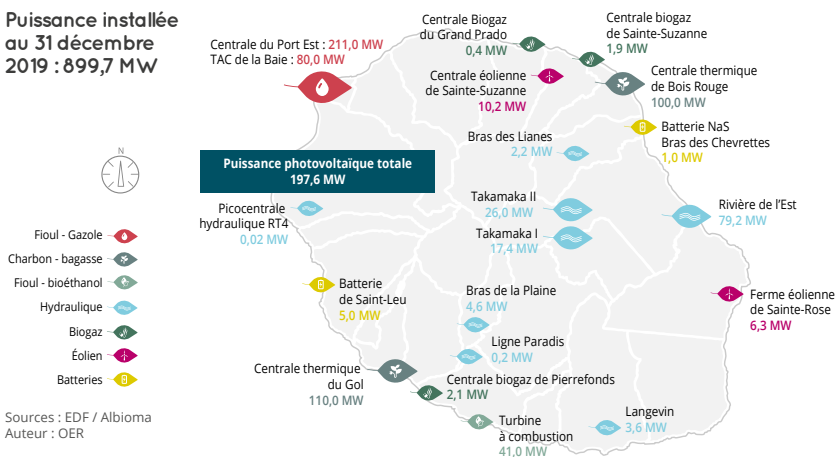 Puissance installée
au 31 décembre
2019 : 899,7 MW
Centrale du Port Est : 211,0 MW
TAC de la Baie : 80,0 MW
Centrale Biogaz
du Grand Prado
0,4 MW
Centrale biogaz
de Sainte-Suzanne
1,9 MW
Centrale éolienne
de Sainte-Suzanne
10,2 MW
Centrale thermique
de Bois Rouge
100,0 MW
Batterie NaS
Bras des Chevrettes
1,0 MW
Bras des Lianes
2,2 MW
N
Puissance photovoltaïque totale
197,6 MW
Takamaka II
26,0 MW
Takamaka I
17,4 MW
Rivière de l'Est
79,2 MW
Picocentrale
hydraulique RT4
0,02 MW
Fioul - Gazole
Charbon - bagasse
Fioul - bioéthanol
Hydraulique
Biogaz
Éolien
Batteries
Batterie
de Saint-Leu
5,0 MW
Bras de la Plaine
4,6 MW
Ligne Paradis
0,2 MW
Ferme éolienne
de Sainte-Rose
6,3 MW
Centrale thermique
du Gol
110,0 MW
Centrale biogaz de Pierrefonds
2,1 MW
Turbine
à combustion
41,0 MW
Langevin
3,6 MW
Sources : EDF / Albioma
Auteur : OER